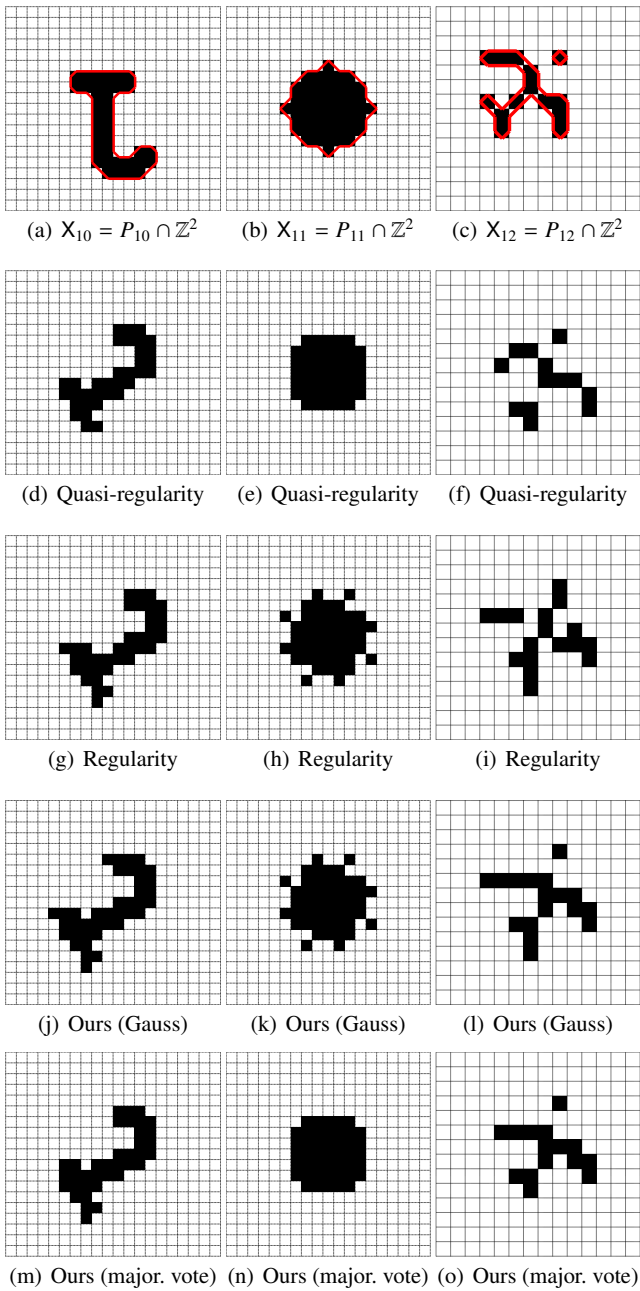 (a) X₁₀ = P₁₀ ∩ ℤ² (b) X₁₁ = P₁₁ ∩ ℤ² (c) X₁₂ = P₁₂ ∩ ℤ²
(d) Quasi-regularity (e) Quasi-regularity (f) Quasi-regularity
(g) Regularity (h) Regularity (i) Regularity
(j) Ours (Gauss) (k) Ours (Gauss) (l) Ours (Gauss)
(m) Ours (major. vote) (n) Ours (major. vote) (o) Ours (major. vote)